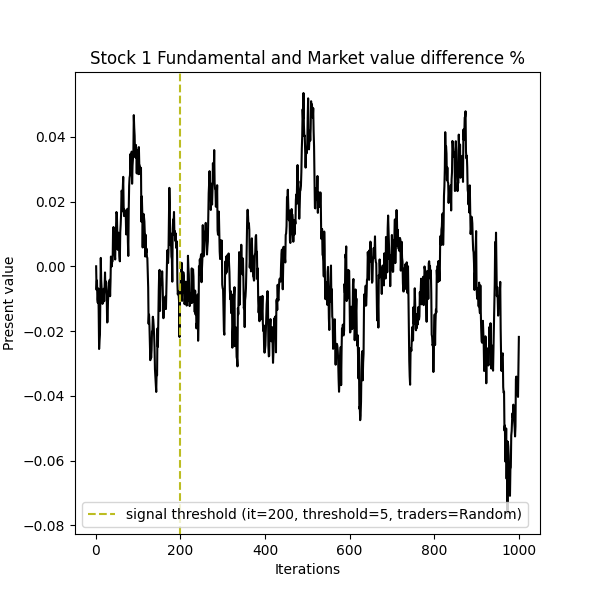 Stock 1 Fundamental and Market value difference %
Present value
0.04
0.02
0.00
−0.02
−0.04
−0.06
−0.08
signal threshold (it=200, threshold=5, traders=Random)
0 200 400 600 800 1000
Iterations